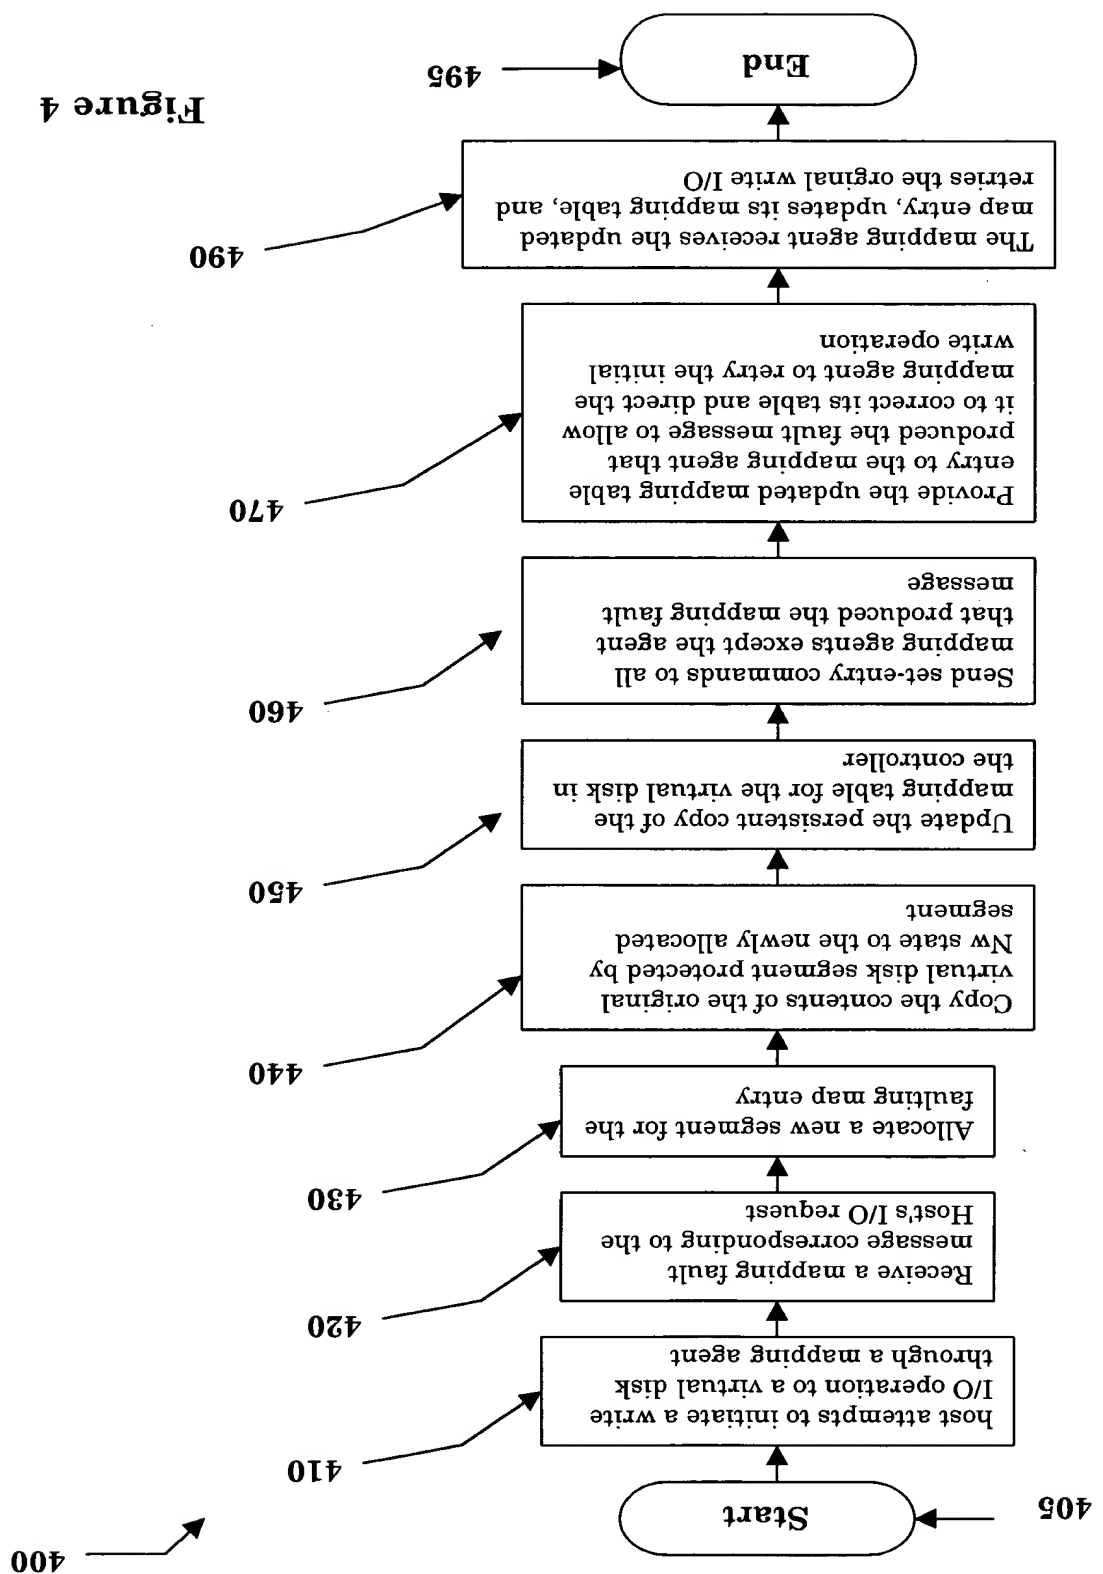 400
405
Start
410
host attempts to initiate a write
I/O operation to a virtual disk
through a mapping agent
420
Receive a mapping fault
message corresponding to the
Host's I/O request
430
Allocate a new segment for the
faulting map entry
440
Copy the contents of the original
virtual disk segment protected by
Nw state to the newly allocated
segment
450
Update the persistent copy of the
mapping table for the virtual disk in
the controller
460
Send set-entry commands to all
mapping agents except the agent
that produced the mapping fault
message
470
Provide the updated mapping table
entry to the mapping agent that
produced the fault message to allow
it to correct its table and direct the
mapping agent to retry the initial
write operation
490
The mapping agent receives the updated
map entry, updates its mapping table, and
retries the orginal write I/O
495
End
Figure 4